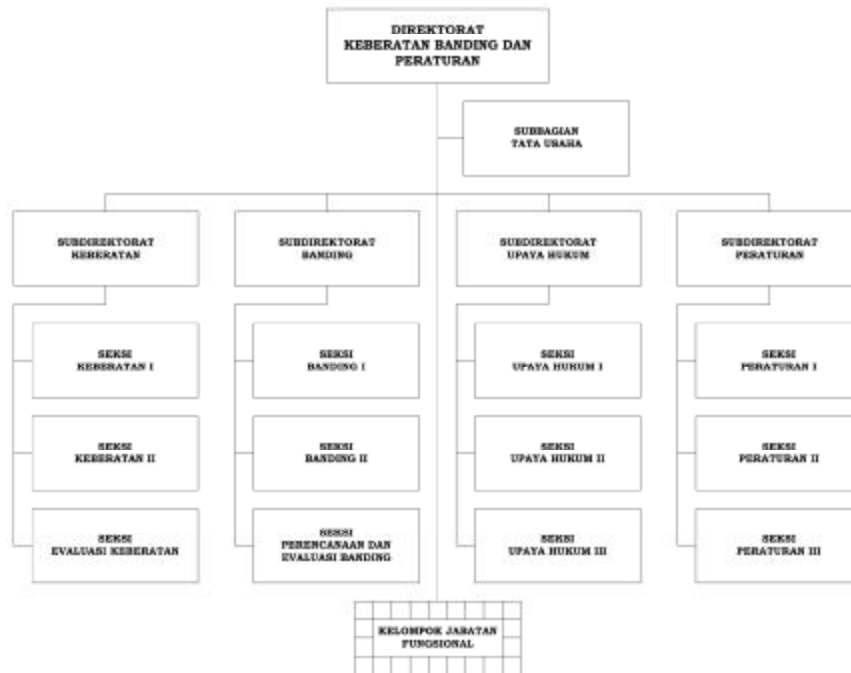 DIREKTORAT
KEBERATAN BANDING DAN
PERATURAN
SUBBAGIAN
TATA USAHA
SUBDIREKTORAT
KEBERATAN
SUBDIREKTORAT
BANDING
SUBDIREKTORAT
UPAYA HUKUM
SUBDIREKTORAT
PERATURAN
SEKSI
KEBERATAN I
SEKSI
BANDING I
SEKSI
UPAYA HUKUM I
SEKSI
PERATURAN I
SEKSI
KEBERATAN II
SEKSI
BANDING II
SEKSI
UPAYA HUKUM II
SEKSI
PERATURAN II
SEKSI
EVALUASI KEBERATAN
SEKSI
PERENCANAAN DAN
EVALUASI BANDING
SEKSI
UPAYA HUKUM III
SEKSI
PERATURAN III
KELOMPOK JABATAN
FUNGSIONAL